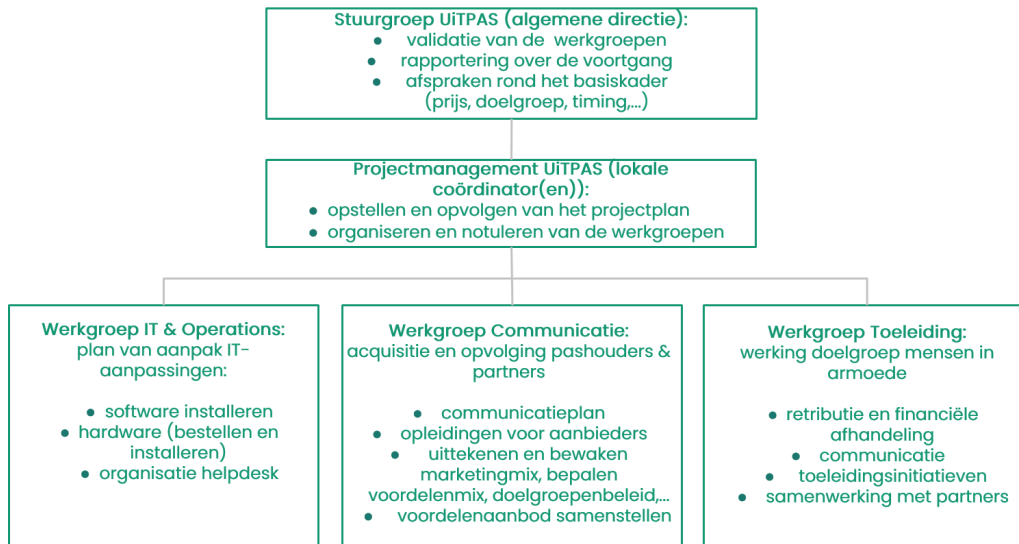 Stuurgroep UiTPAS (algemene directie):
● validatie van de werkgroepen
● rapportering over de voortgang
● afspraken rond het basiskader
(prijs, doelgroep, timing,...)
Projectmanagement UiTPAS (lokale
coördinator(en)):
● opstellen en opvolgen van het projectplan
● organiseren en notuleren van de werkgroepen
Werkgroep IT & Operations:
plan van aanpak IT-
aanpassingen:
● software installeren
● hardware (bestellen en
installeren)
● organisatie helpdesk
Werkgroep Communicatie:
acquisitie en opvolging pashouders &
partners
● communicatieplan
● opleidingen voor aanbieders
● uittekenen en bewaken
marketingmix, bepalen
voordelenmix, doelgroepenbeleid,...
● voordelenaanbod samenstellen
Werkgroep Toeleiding:
werking doelgroep mensen in
armoede
● retributie en financiële
afhandeling
● communicatie
● toeleidingsinitiatieven
● samenwerking met partners